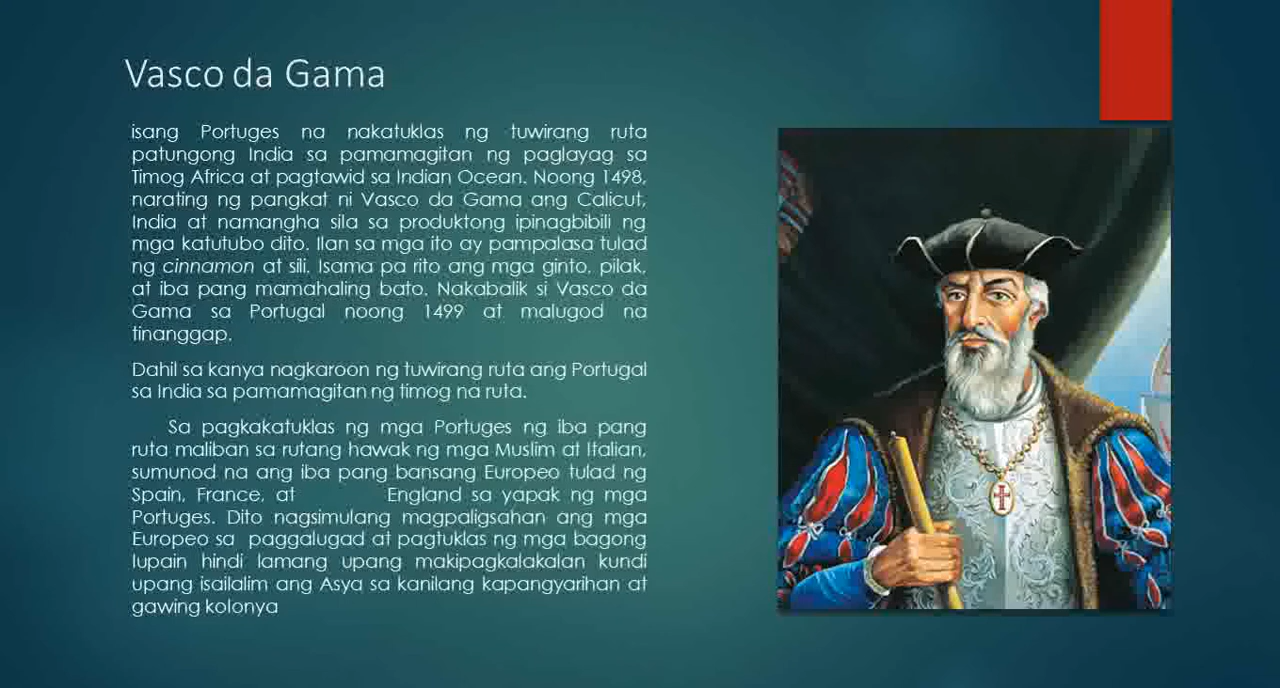 Vasco da Gama
isang Portuges na nakatuklas ng tuwirang ruta
patungong India sa pamamagitan ng paglayag sa
Timog Africa at pagtawid sa Indian Ocean. Noong 1498,
narating ng pangkat ni Vasco da Gama ang Calicut,
India at namangha sila sa produktong ipinagbibili ng
mga katutubo dito. Ilan sa mga ito ay pampalasa tulad
ng cinnamon at sili. Isama pa rito ang mga ginto, pilak,
at iba pang mamahaling bato. Nakabalik si Vasco da
Gama sa Portugal noong 1499 at malugod na
tinanggap.
Dahil sa kanya nagkaroon ng tuwirang ruta ang Portugal
sa India sa pamamagitan ng timog na ruta.
Sa pagkakatuklas ng mga Portuges ng iba pang
ruta maliban sa rutang hawak ng mga Muslim at Italian,
sumunod na ang iba pang bansang Europeo tulad ng
Spain, France, at England sa yapak ng mga
Portuges. Dito nagsimulang magpaligsahan ang mga
Europeo sa paggalugad at pagtuklas ng mga bagong
lupain hindi lamang upang makipagkalakalan kundi
upang isailalim ang Asya sa kanilang kapangyarihan at
gawing kolonya